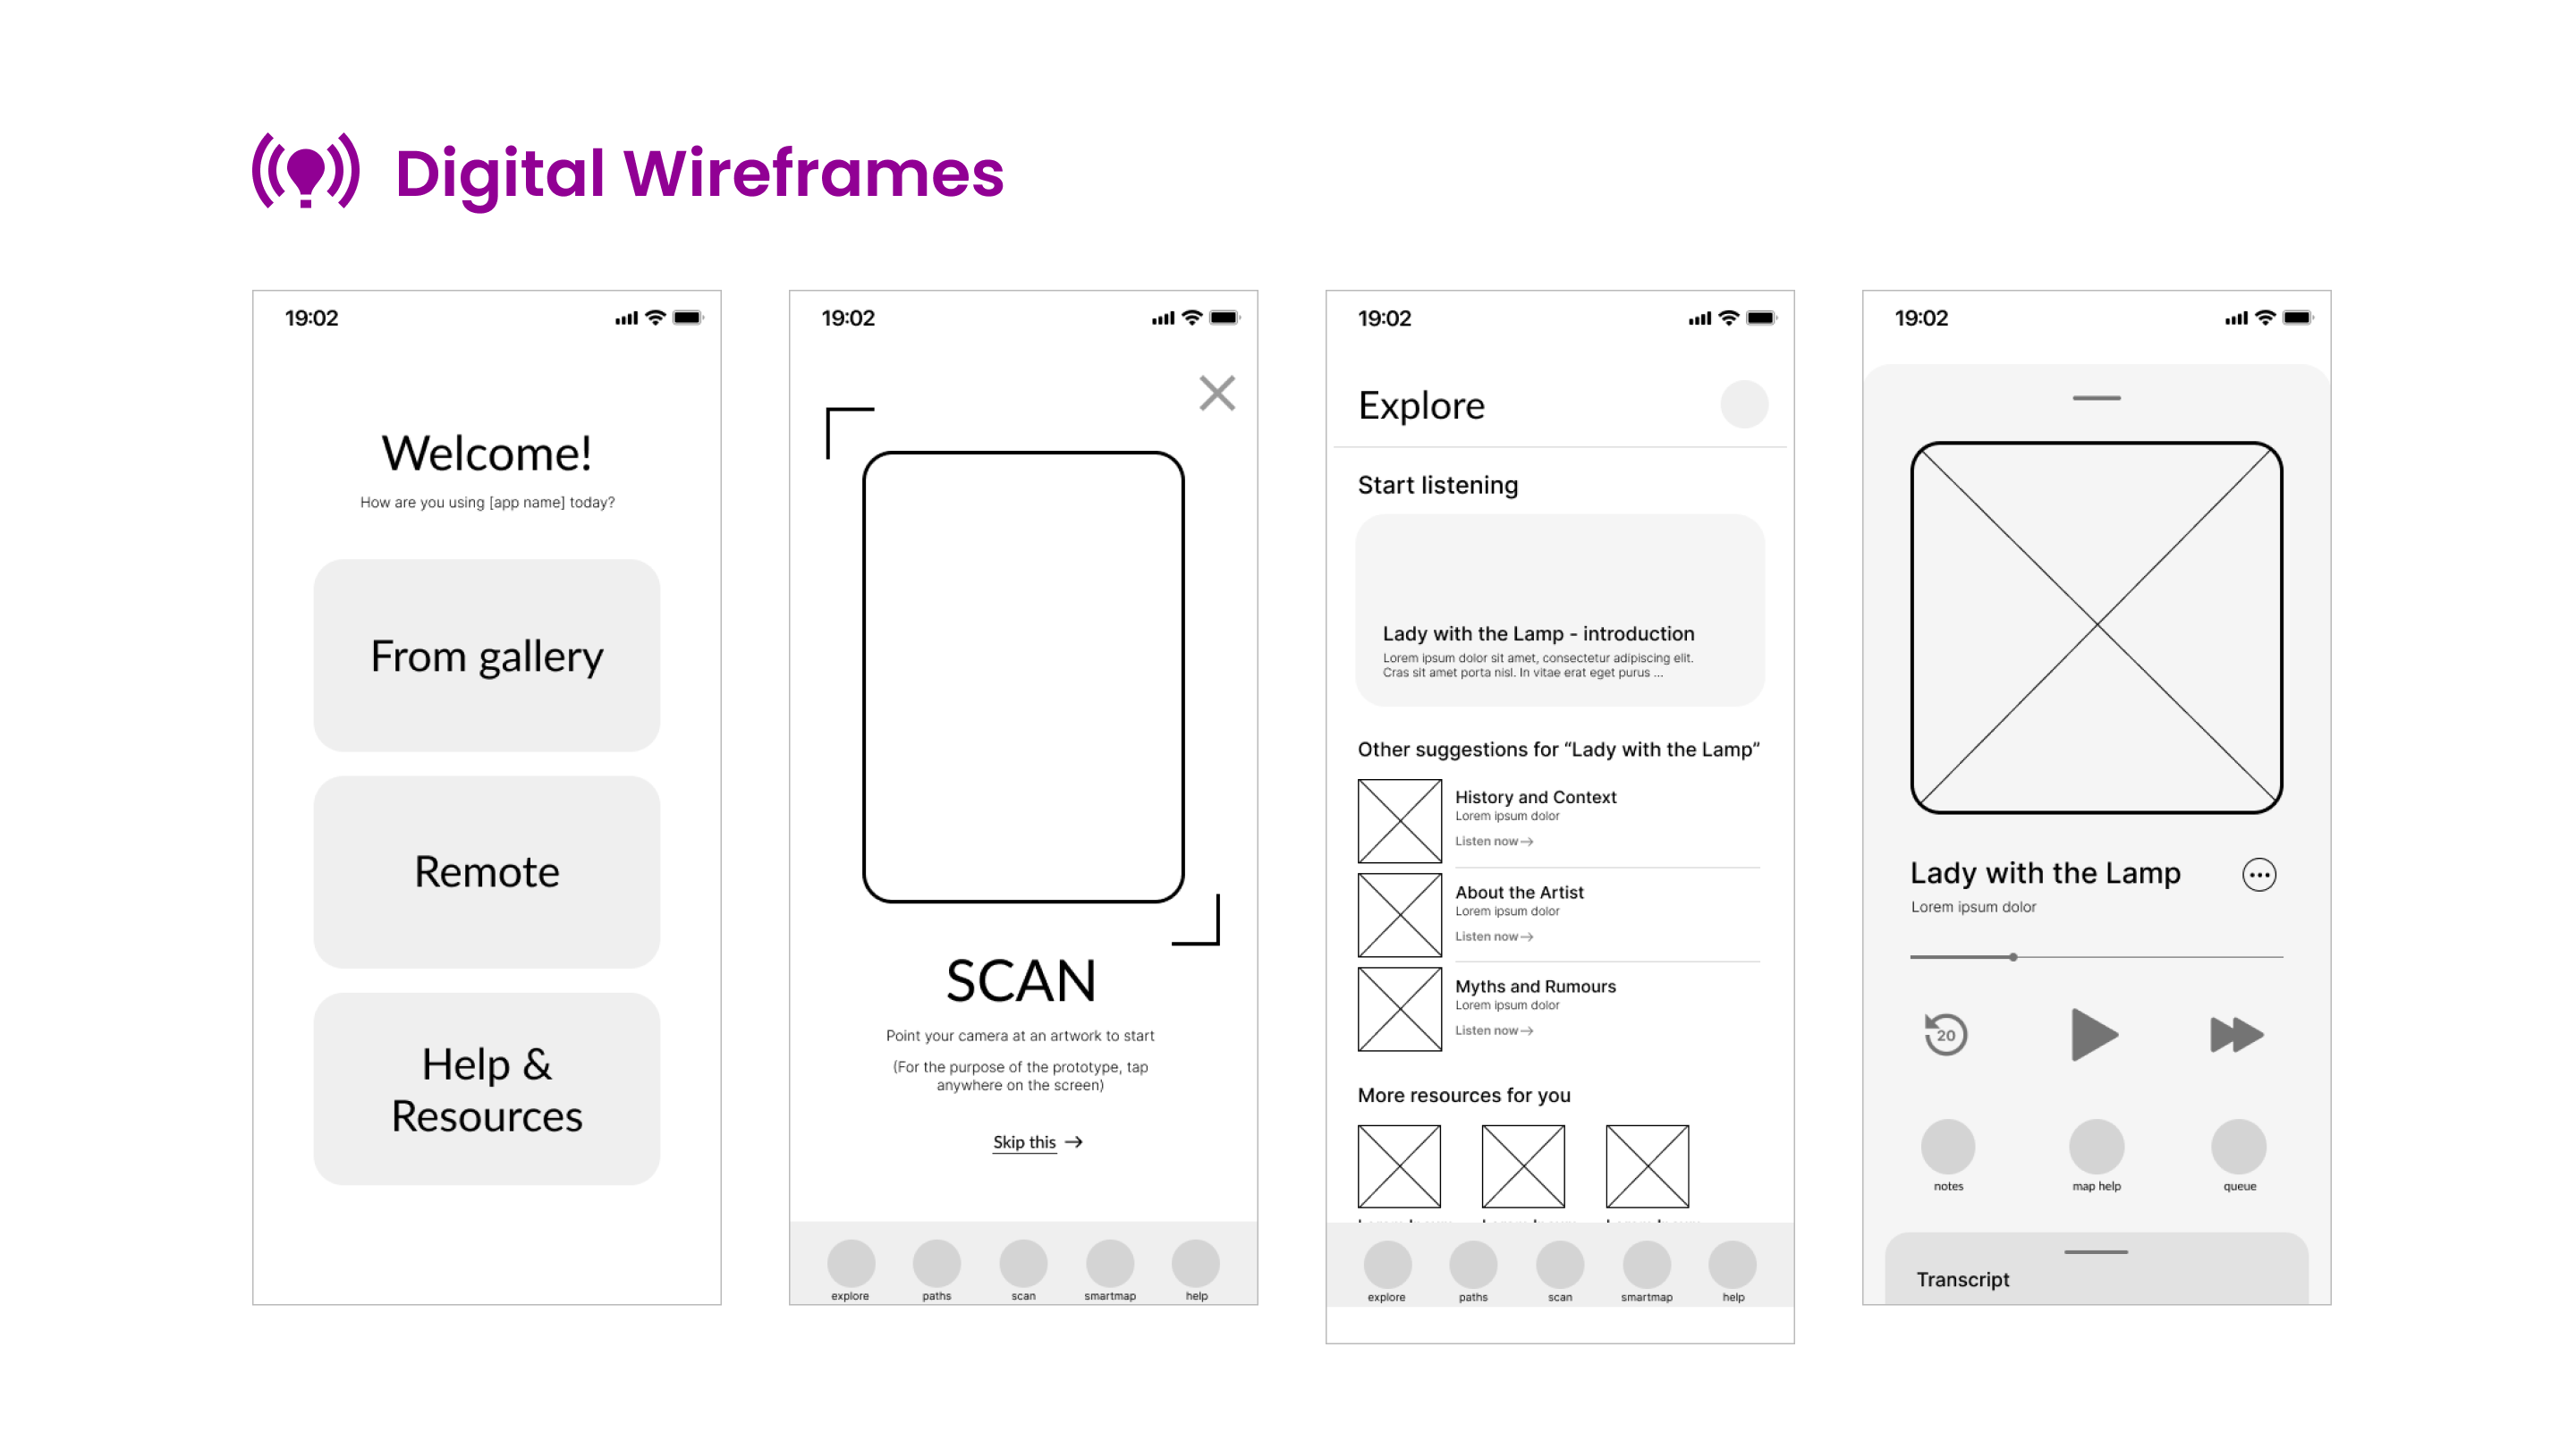 Digital Wireframes
19:02
Welcome!
How are you using [app name] today?
From gallery
Remote
Help &
Resources
19:02
SCAN
Point your camera at an artwork to start
(For the purpose of the prototype, tap
anywhere on the screen)
Skip this →
explore paths scan smartmap help
19:02
Explore
Start listening
Lady with the Lamp - introduction
Lorem ipsum dolor sit amet, consectetur adipiscing elit.
Cras sit amet porta nisl. In vitae erat eget purus ...
Other suggestions for “Lady with the Lamp”
History and Context
Lorem ipsum dolor
Listen now→
About the Artist
Lorem ipsum dolor
Listen now→
Myths and Rumours
Lorem ipsum dolor
Listen now→
More resources for you
explore paths scan smartmap help
19:02
Lady with the Lamp
Lorem ipsum dolor
20
notes map help queue
Transcript